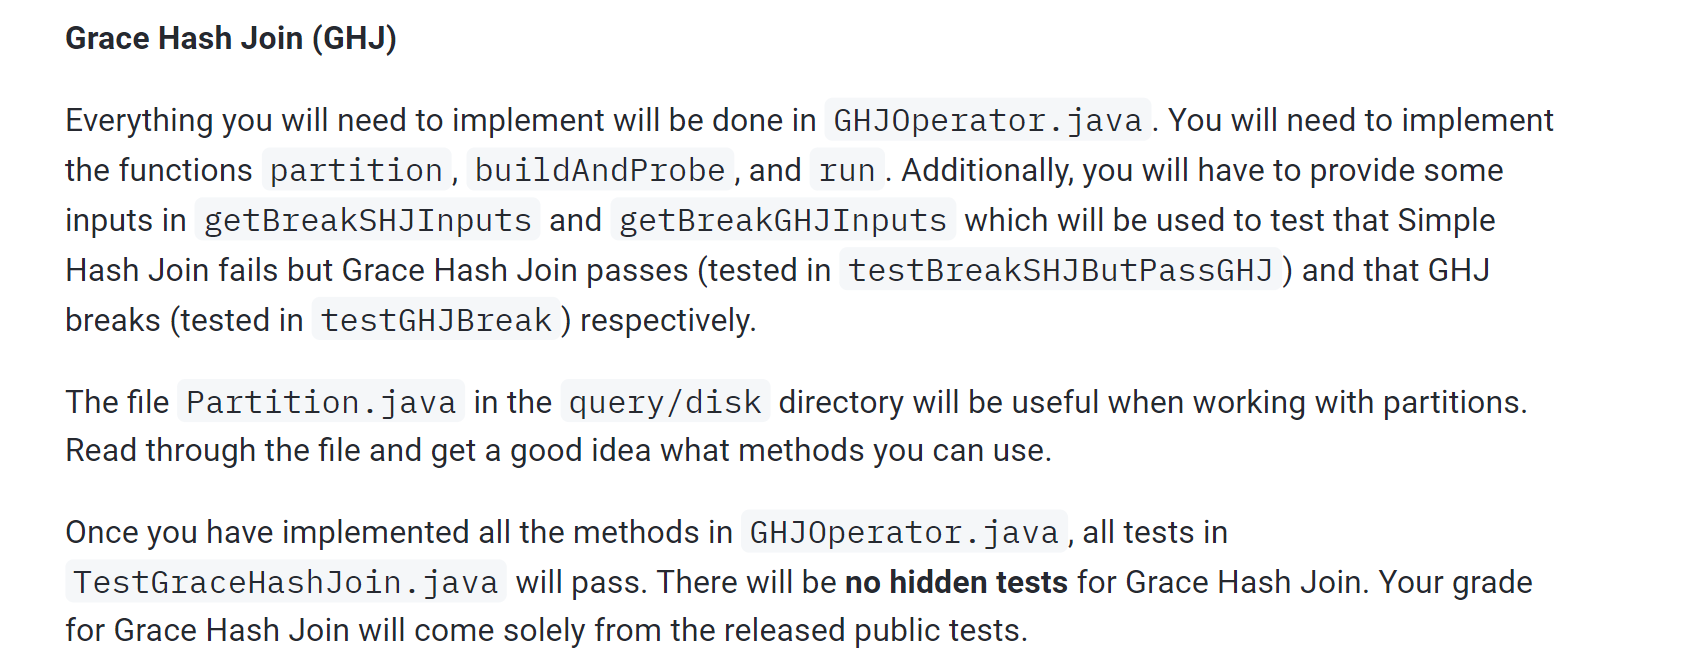 Grace Hash Join (GHJ)
Everything you will need to implement will be done in GHJOperator.java. You will need to implement
the functions partition, buildAndProbe, and run. Additionally, you will have to provide some
inputs in getBreakSHJInputs and getBreakGHJInputs which will be used to test that Simple
Hash Join fails but Grace Hash Join passes (tested in testBreakSHJButPassGHJ) and that GHJ
breaks (tested in testGHJBreak) respectively.
The file Partition.java in the query/disk directory will be useful when working with partitions.
Read through the file and get a good idea what methods you can use.
Once you have implemented all the methods in GHJOperator.java, all tests in
TestGraceHashJoin.java will pass. There will be no hidden tests for Grace Hash Join. Your grade
for Grace Hash Join will come solely from the released public tests.